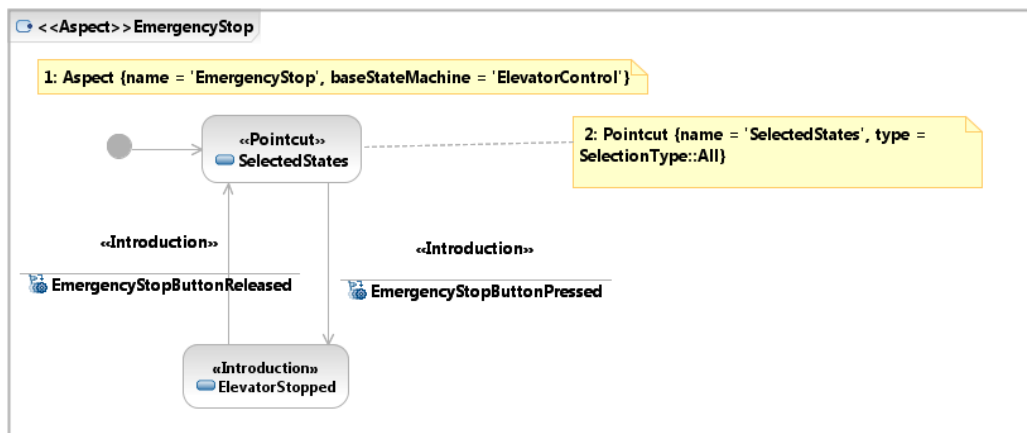 <<Aspect>>EmergencyStop
1: Aspect {name = 'EmergencyStop', baseStateMachine = 'ElevatorControl'}
«Pointcut»
SelectedStates
2: Pointcut {name = 'SelectedStates', type =
SelectionType::All}
«Introduction»
EmergencyStopButtonReleased
«Introduction»
EmergencyStopButtonPressed
«Introduction»
ElevatorStopped